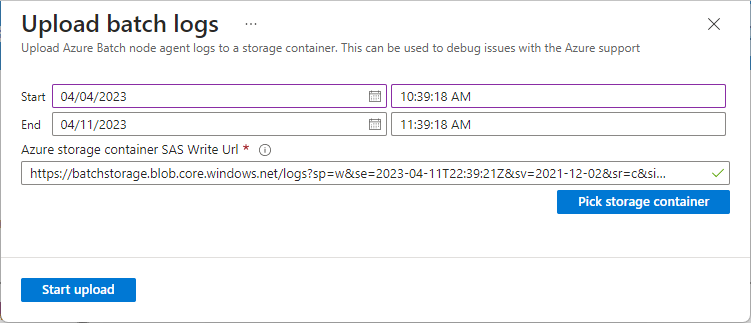 Upload batch logs ...
Upload Azure Batch node agent logs to a storage container. This can be used to debug issues with the Azure support
Start 04/04/2023 10:39:18 AM
End 04/11/2023 11:39:18 AM
Azure storage container SAS Write Url *
https://batchstorage.blob.core.windows.net/logs?sp=w&se=2023-04-11T22:39:21Z&sv=2021-12-02&sr=c&si...
Pick storage container
Start upload